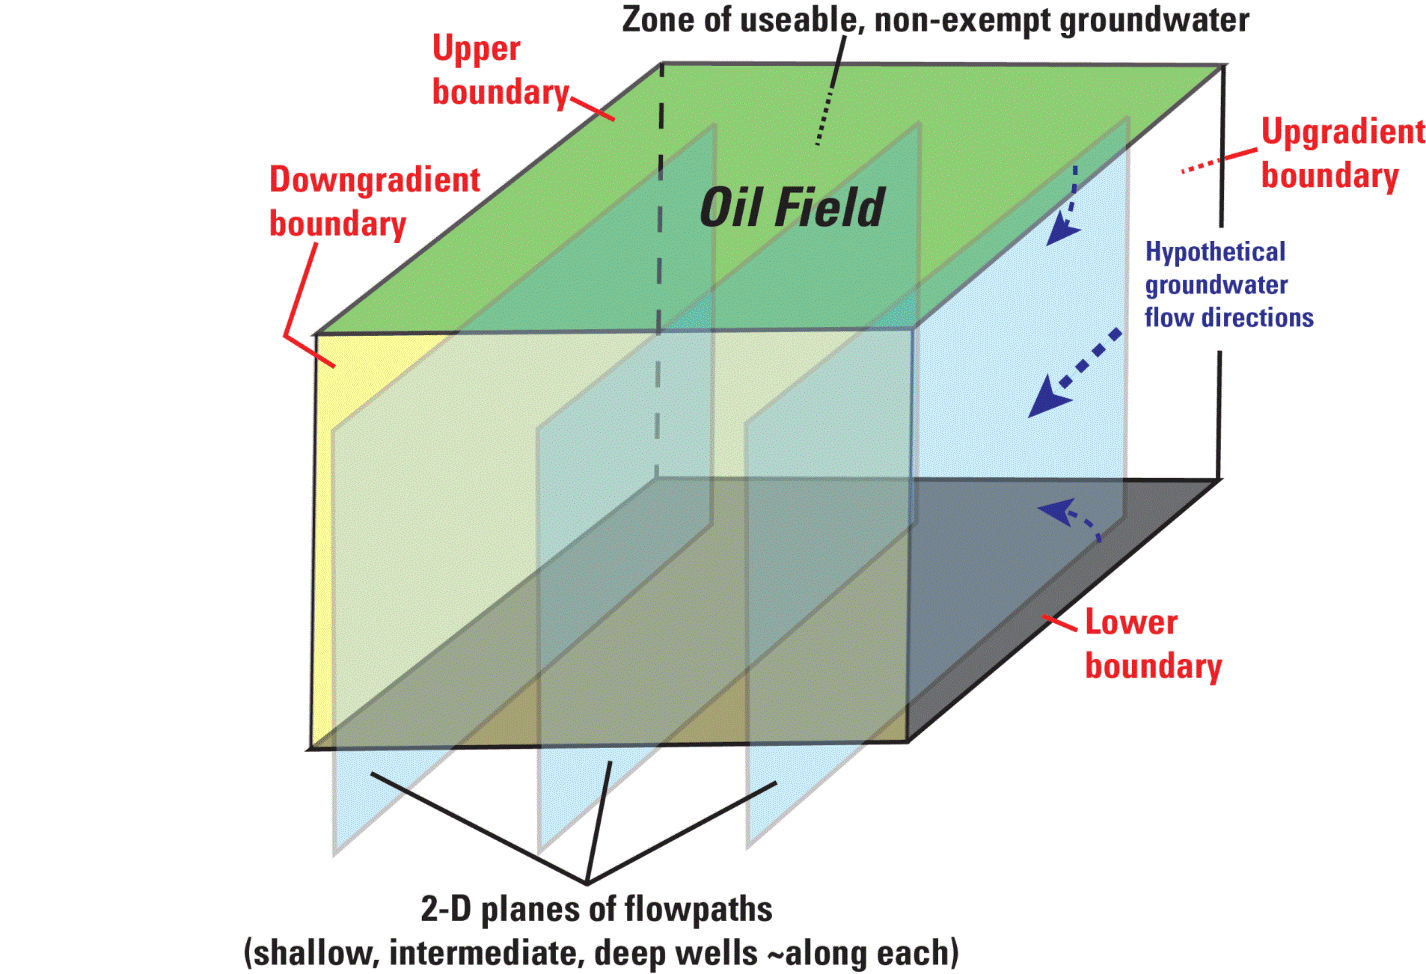 Zone of useable, non-exempt groundwater
Upper
boundary
Upgradient
boundary
Downgradient
boundary
Oil Field
Hypothetical
groundwater
flow directions
Lower
boundary
2-D planes of flowpaths
(shallow, intermediate, deep wells ~along each)